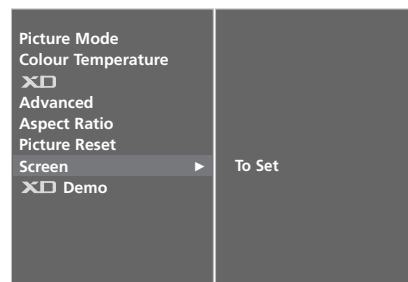 Picture Mode
Colour Temperature
XD
Advanced
Aspect Ratio
Picture Reset
Screen ► To Set
XD Demo